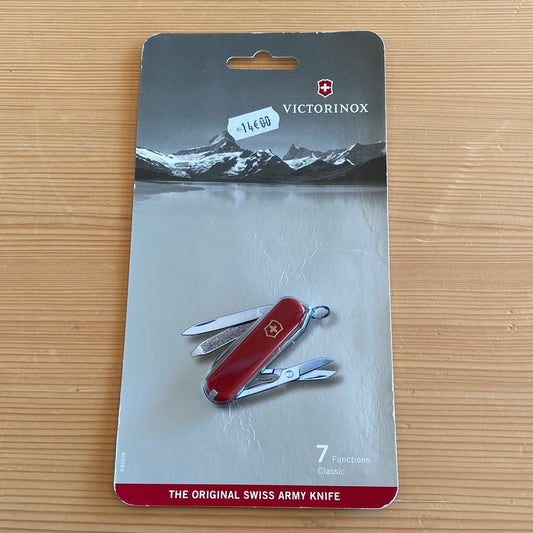 VICTORINOX
14€00
7 Functions
Classic
THE ORIGINAL SWISS ARMY KNIFE